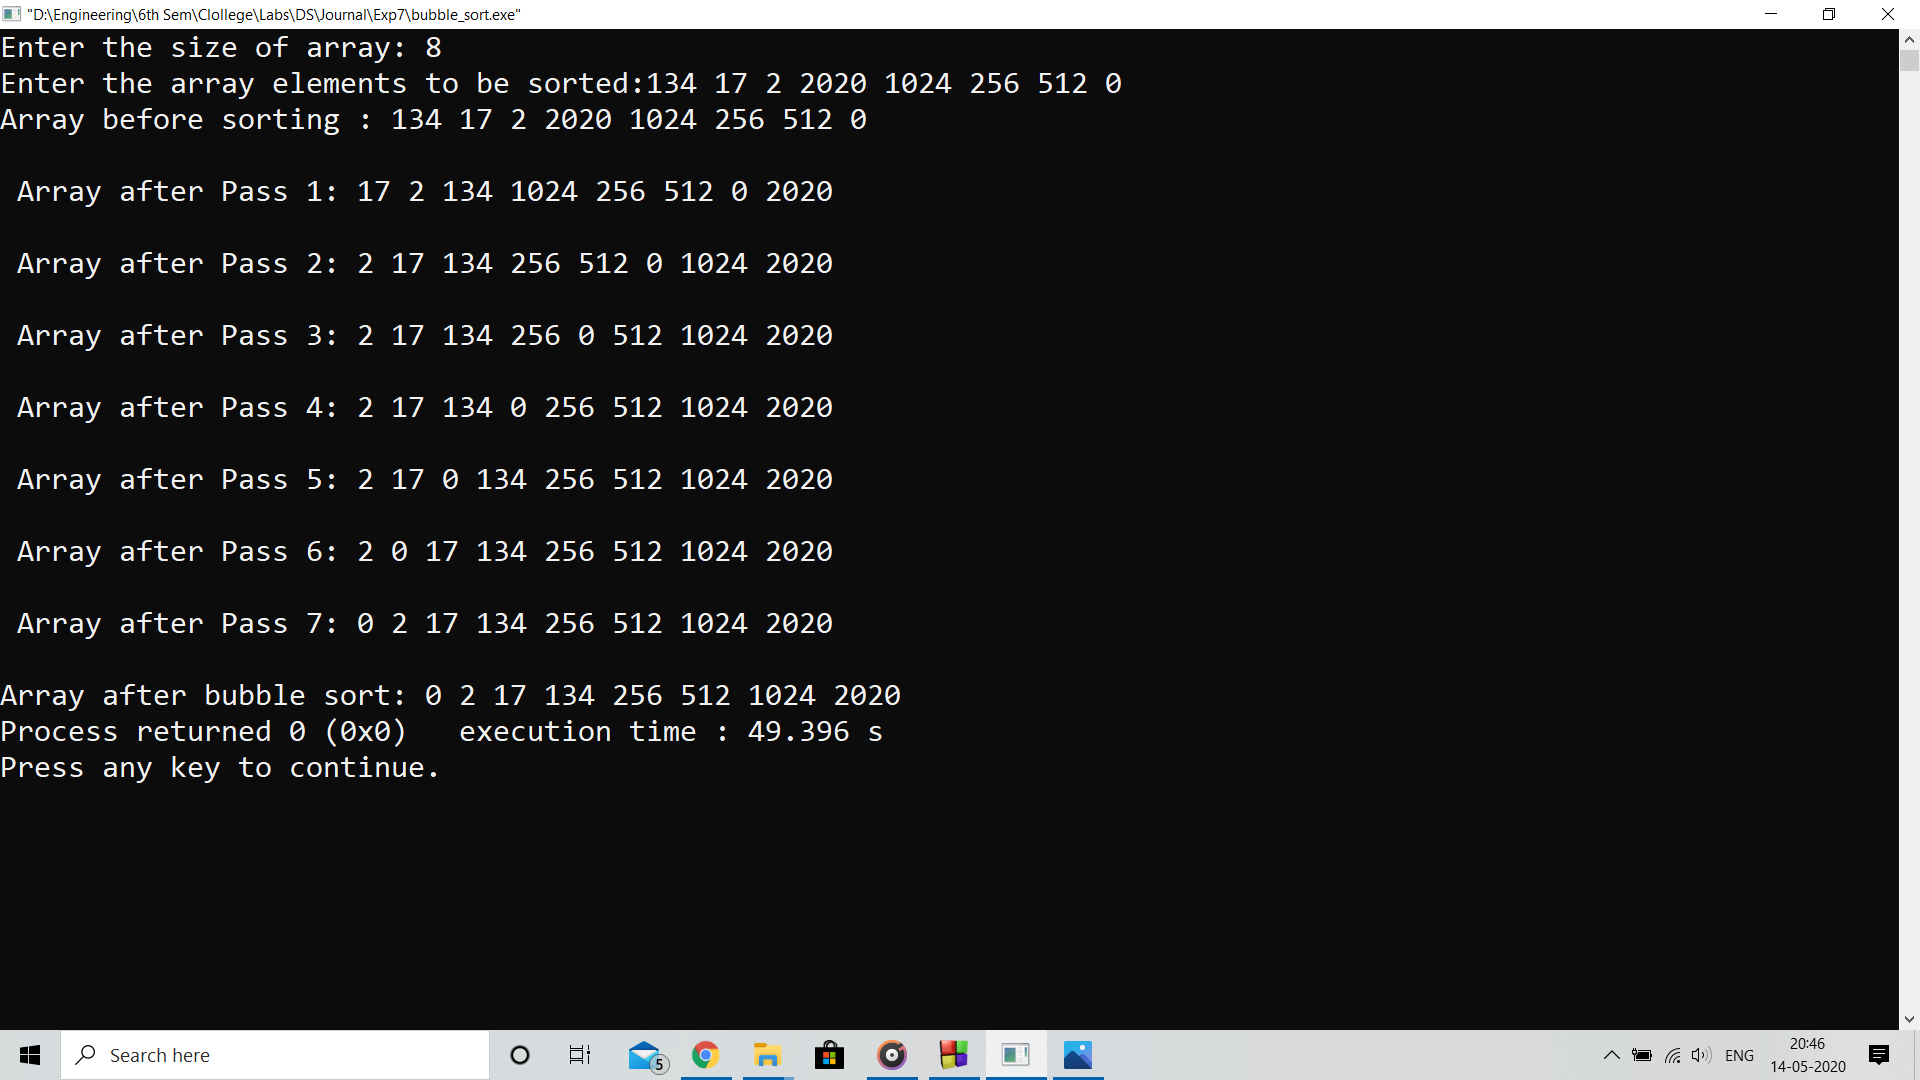 "D:\Engineering\6th Sem\Clollege\Labs\DS\Journal\Exp7\bubble_sort.exe"
Enter the size of array: 8
Enter the array elements to be sorted:134 17 2 2020 1024 256 512 0
Array before sorting : 134 17 2 2020 1024 256 512 0
Array after Pass 1: 17 2 134 1024 256 512 0 2020
Array after Pass 2: 2 17 134 256 512 0 1024 2020
Array after Pass 3: 2 17 134 256 0 512 1024 2020
Array after Pass 4: 2 17 134 0 256 512 1024 2020
Array after Pass 5: 2 17 0 134 256 512 1024 2020
Array after Pass 6: 2 0 17 134 256 512 1024 2020
Array after Pass 7: 0 2 17 134 256 512 1024 2020
Array after bubble sort: 0 2 17 134 256 512 1024 2020
Process returned 0 (0x0)   execution time : 49.396 s
Press any key to continue.
Search here
5
ENG
20:46
14-05-2020